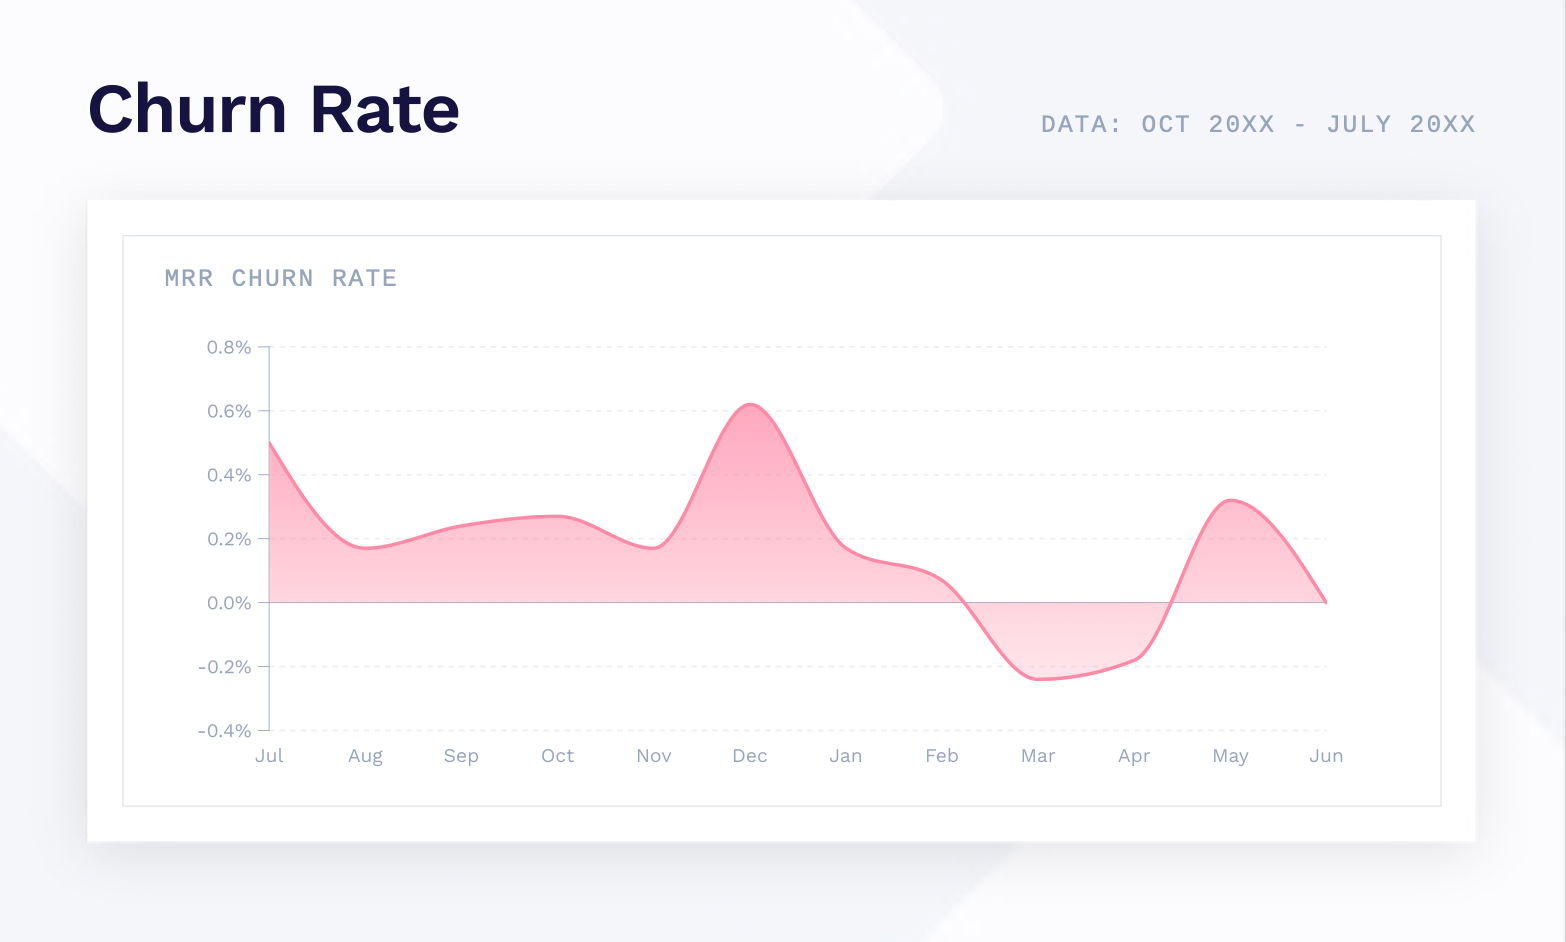 Churn Rate
DATA: OCT 20XX - JULY 20XX
MRR CHURN RATE
0.8%
0.6%
0.4%
0.2%
0.0%
-0.2%
-0.4%
Jul Aug Sep Oct Nov Dec Jan Feb Mar Apr May Jun